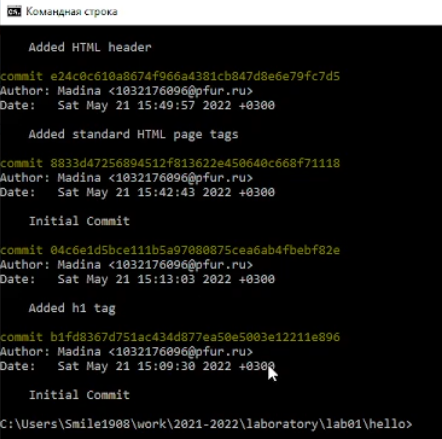 Командная строка
Added HTML header
commit e24c0c610a8674f966a4381cb847d8e6e79fc7d5
Author: Madina <1032176096@pfur.ru>
Date: Sat May 21 15:49:57 2022 +0300
Added standard HTML page tags
commit 8833d47256894512f813622e450640c668f71118
Author: Madina <1032176096@pfur.ru>
Date: Sat May 21 15:42:43 2022 +0300
Initial Commit
commit 04c6e1d5bce111b5a97080875cea6ab4fbebf82e
Author: Madina <1032176096@pfur.ru>
Date: Sat May 21 15:13:03 2022 +0300
Added h1 tag
commit b1fd8367d751ac434d877ea50e5003e12211e896
Author: Madina <1032176096@pfur.ru>
Date: Sat May 21 15:09:30 2022 +0300
Initial Commit
C:\Users\Smile1908\work\2021-2022\laboratory\lab01\hello>